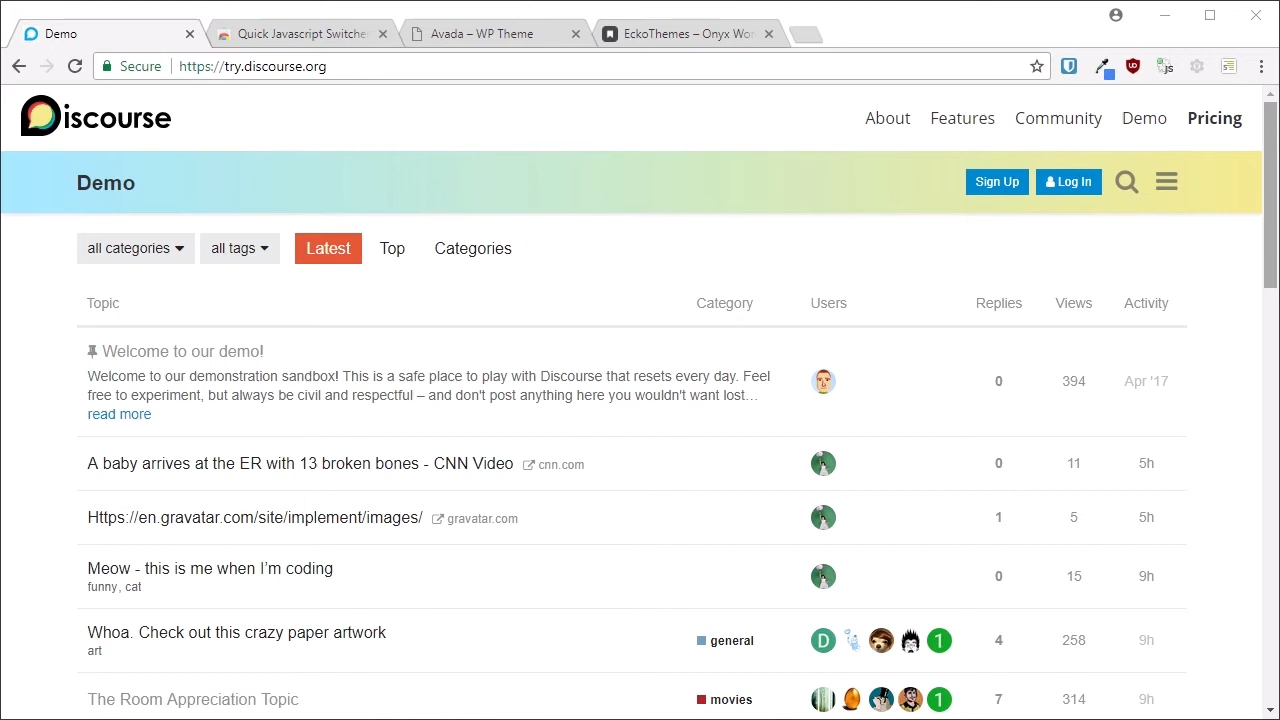 Demo
Quick Javascript Switcher
Avada – WP Theme
EckoThemes – Onyx Wor
Secure
https://try.discourse.org
UD
js
iscourse
About
Features
Community
Demo
Pricing
Demo
Sign Up
Log In
all categories
all tags
Latest
Top
Categories
Topic
Category
Users
Replies
Views
Activity
Welcome to our demo!
Welcome to our demonstration sandbox! This is a safe place to play with Discourse that resets every day. Feel
free to experiment, but always be civil and respectful – and don't post anything here you wouldn't want lost…
read more
0
394
Apr '17
A baby arrives at the ER with 13 broken bones - CNN Video
cnn.com
0
11
5h
Https://en.gravatar.com/site/implement/images/
gravatar.com
1
5
5h
Meow - this is me when I'm coding
funny, cat
0
15
9h
Whoa. Check out this crazy paper artwork
art
general
D
1
4
258
9h
The Room Appreciation Topic
movies
1
7
314
9h